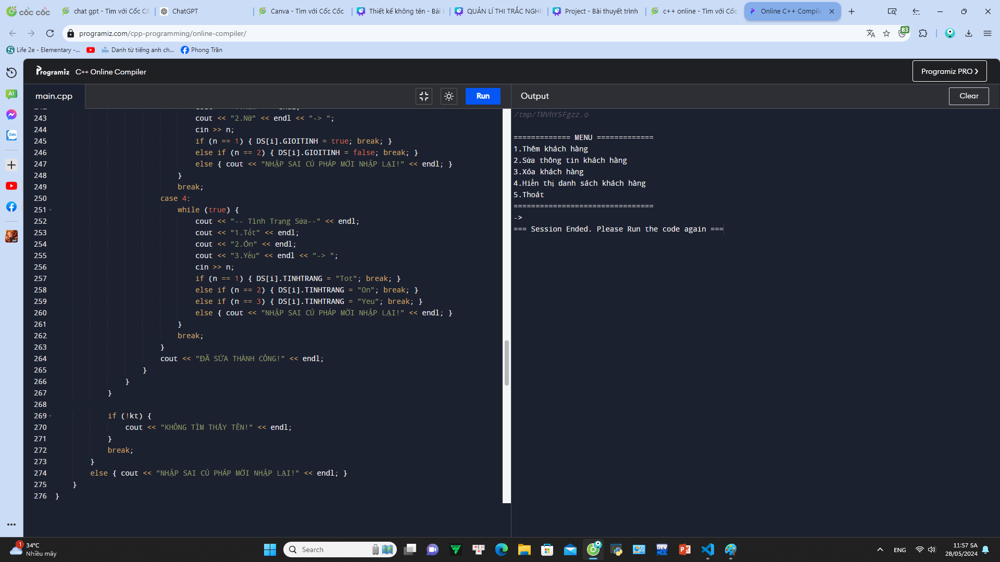 cốc cốc
chat gpt - Tìm với Cốc Cố
ChatGPT
Canva - Tìm với Cốc Cốc
Thiết kế không tên - Bài t
QUẢN LÍ THI TRẮC NGHI
Project - Bài thuyết trình
c++ online - Tìm với Cốc
Online C++ Compile
programiz.com/cpp-programming/online-compiler/
83
Life 2e - Elementary -...
Danh từ tiếng anh ch...
Phong Trần
Programiz
C++ Online Compiler
Programiz PRO ❯
AI
Zalo
main.cpp
Run
Output
Clear
243 cout << "2.Nữ" << endl << "-> ";
244 cin >> n;
245 if (n == 1) { DS[i].GIOITINH = true; break; }
246 else if (n == 2) { DS[i].GIOITINH = false; break; }
247 else { cout << "NHẬP SAI CÚ PHÁP MỜI NHẬP LẠI!" << endl; }
248 }
249 break;
250 case 4:
251 while (true) {
252 cout << "-- Tình Trạng Sửa--" << endl;
253 cout << "1.Tốt" << endl;
254 cout << "2.Ổn" << endl;
255 cout << "3.Yếu" << endl << "-> ";
256 cin >> n;
257 if (n == 1) { DS[i].TINHTRANG = "Tot"; break; }
258 else if (n == 2) { DS[i].TINHTRANG = "On"; break; }
259 else if (n == 3) { DS[i].TINHTRANG = "Yeu"; break; }
260 else { cout << "NHẬP SAI CÚ PHÁP MỜI NHẬP LẠI!" << endl; }
261 }
262 break;
263 }
264 cout << "ĐÃ SỬA THÀNH CÔNG!" << endl;
265 }
266 }
267 }
268
269 if (!kt) {
270 cout << "KHÔNG TÌM THẤY TÊN!" << endl;
271 }
272 break;
273 }
274 else { cout << "NHẬP SAI CÚ PHÁP MỜI NHẬP LẠI!" << endl; }
275 }
276 }
/tmp/TMVhY5Fgzz.o
============= MENU =============
1.Thêm khách hàng
2.Sửa thông tin khách hàng
3.Xóa khách hàng
4.Hiển thị danh sách khách hàng
5.Thoát
================================
->
=== Session Ended. Please Run the code again ===
1
34°C
Nhiều mây
Search
DEV
ENG
11:57 SA
28/05/2024